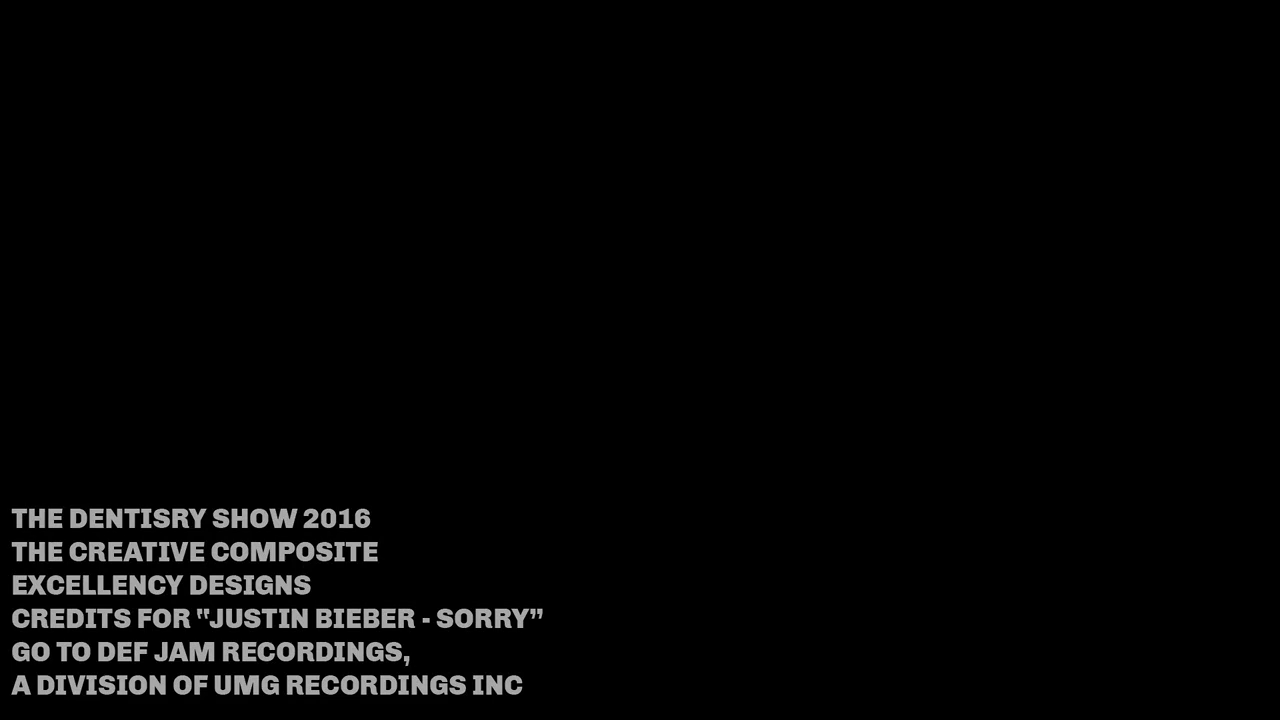 THE DENTISRY SHOW 2016
THE CREATIVE COMPOSITE
EXCELLENCY DESIGNS
CREDITS FOR "JUSTIN BIEBER - SORRY”
GO TO DEF JAM RECORDINGS,
A DIVISION OF UMG RECORDINGS INC